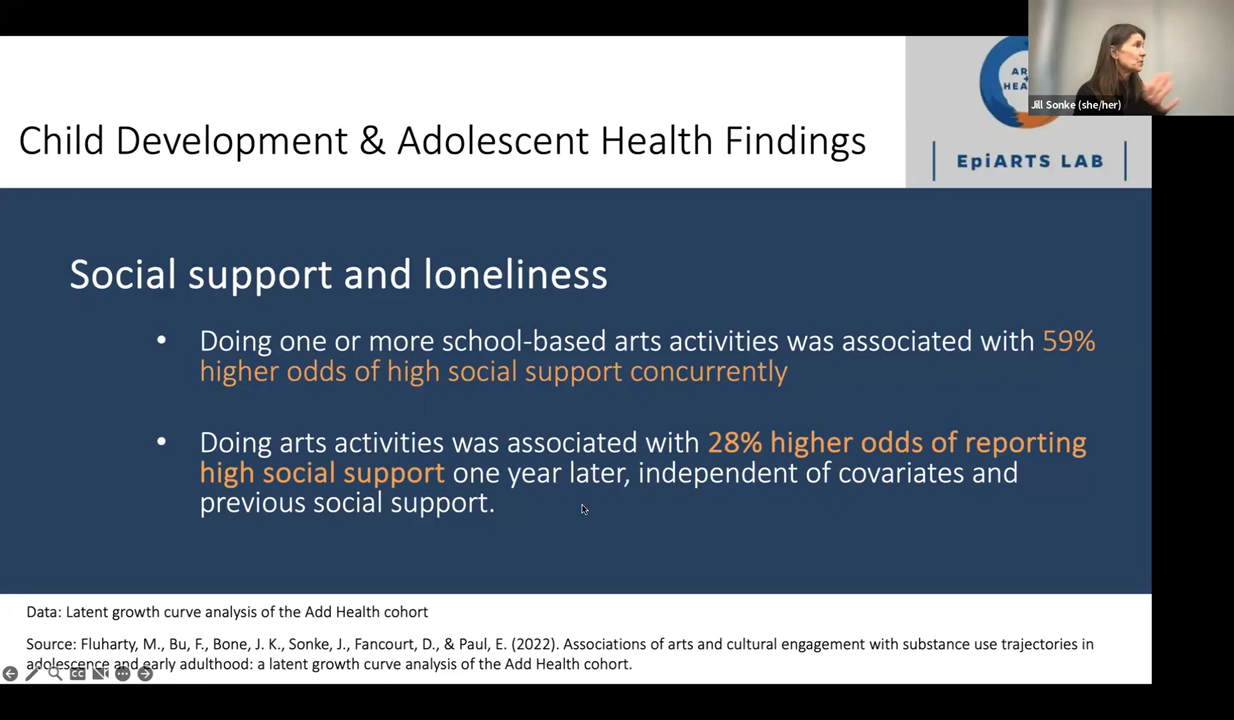 Jill Sonke (she/her)
EpiARTS LAB
Child Development & Adolescent Health Findings
Social support and loneliness
• Doing one or more school-based arts activities was associated with 59%
higher odds of high social support concurrently
• Doing arts activities was associated with 28% higher odds of reporting
high social support one year later, independent of covariates and
previous social support.
Data: Latent growth curve analysis of the Add Health cohort
Source: Fluharty, M., Bu, F., Bone, J. K., Sonke, J., Fancourt, D., & Paul, E. (2022). Associations of arts and cultural engagement with substance use trajectories in
adolescence and early adulthood: a latent growth curve analysis of the Add Health cohort.
CC